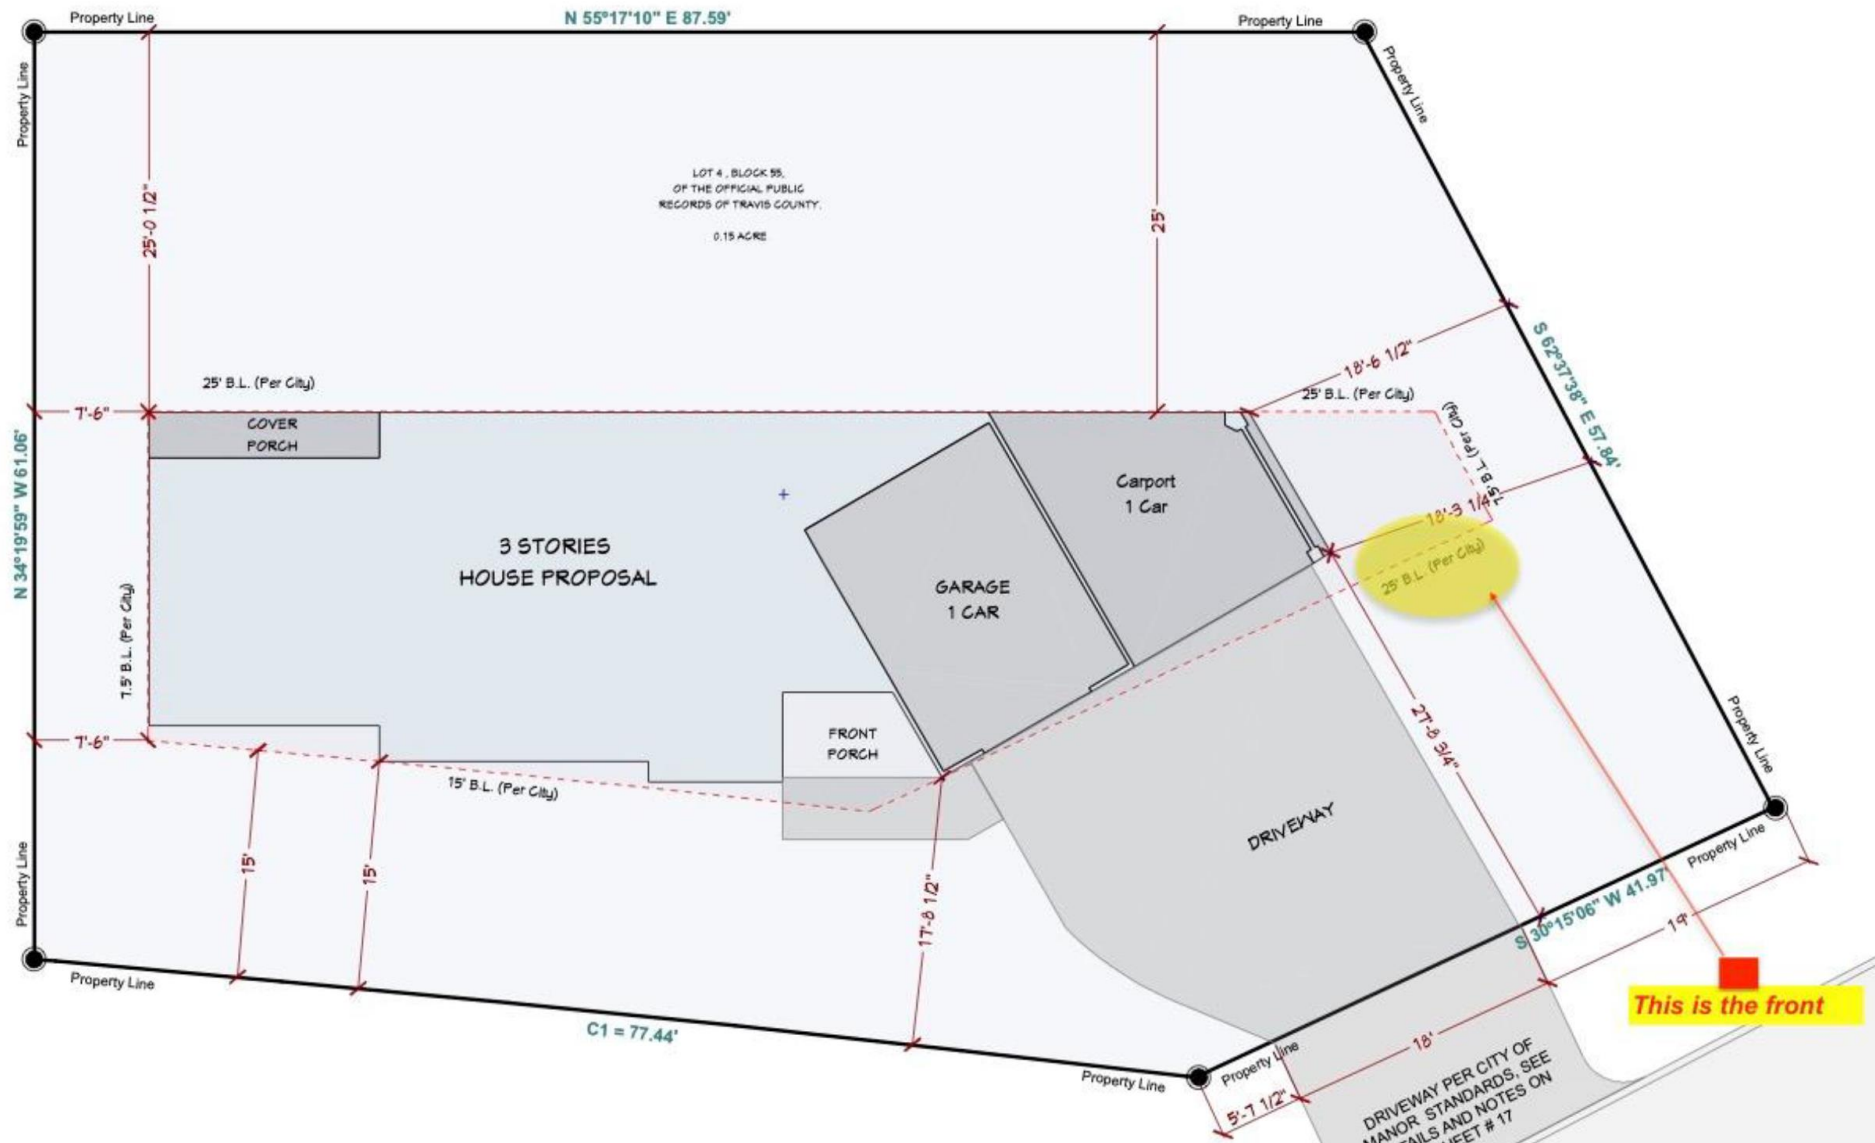 Property Line
N 55°17'10" E 87.59'
Property Line
Property Line
Property Line
25'-0 1/2"
LOT 4 , BLOCK 55,
OF THE OFFICIAL PUBLIC
RECORDS OF TRAVIS COUNTY.
0.15 ACRE
25'
18'-6 1/2"
S 62°37'38" E 57.84'
25' B.L. (Per City)
25' B.L. (Per City)
7'-6"
COVER
PORCH
N 34°19'59" W 61.06'
Carport
1 Car
18'-3 1/4"
3 STORIES
HOUSE PROPOSAL
GARAGE
1 CAR
25' B.L. (Per City)
7.5' B.L. (Per City)
7'-6"
FRONT
PORCH
27'-8 3/4"
Property Line
15' B.L. (Per City)
DRIVEWAY
15'
15'
17'-8 1/2"
Property Line
Property Line
S 30°15'06" W 41.97'
19'
This is the front
Property Line
C1 = 77.44'
18'
Property Line
Property Line
5'-7 1/2"
DRIVEWAY PER CITY OF
MANOR STANDARDS, SEE
AND NOTES ON
# 17